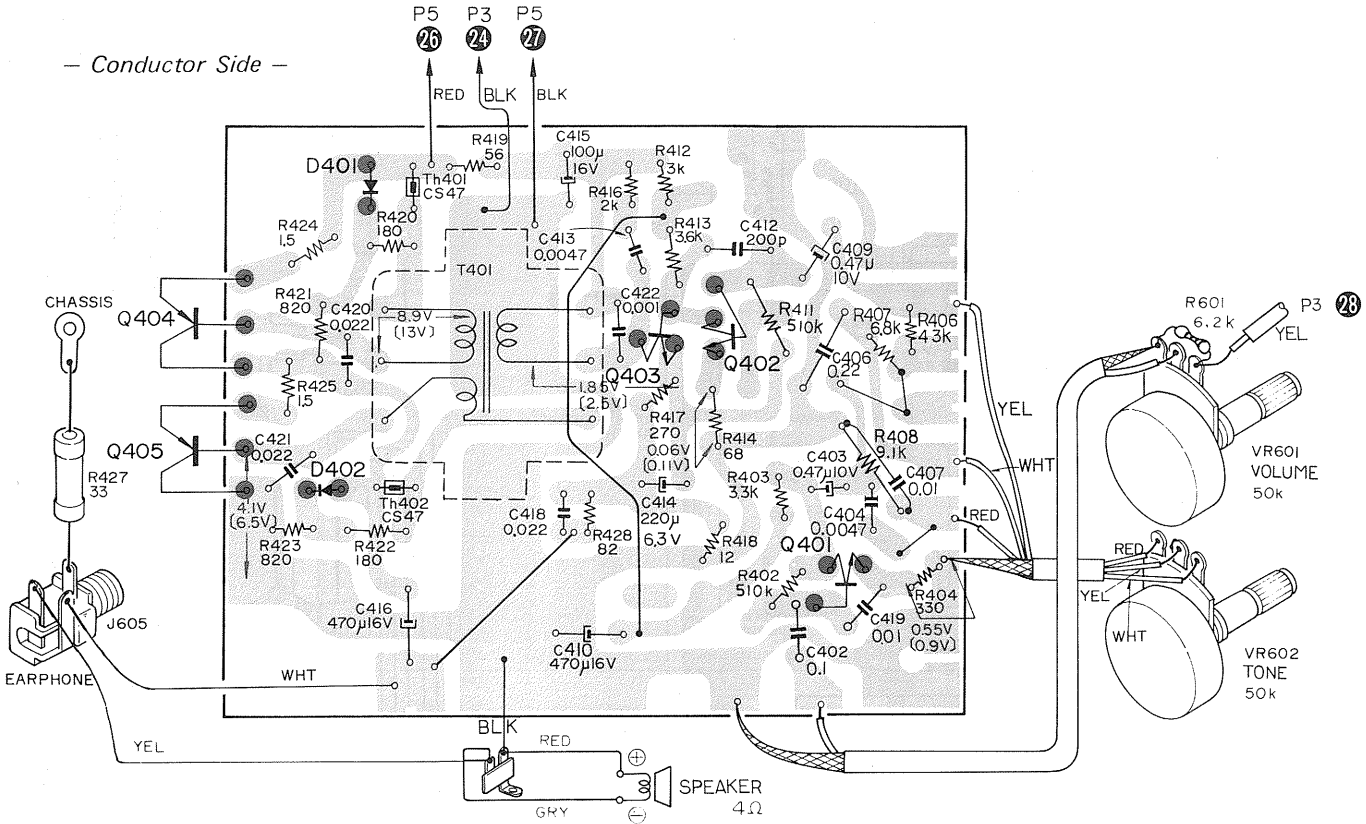 P5 P3 P5
26 24 27
— Conductor Side —
RED BLK BLK
R419
56
C415
100μ
16V
R412
3k
D401
Th401
CS47
R416
2k
R420
180
R424
1.5
R413
3.6k
C412
200p
C413
0.0047
C409
0.47μ
10V
T401
CHASSIS
Q404
R421
820
C420
0.022
8.9V
(13V)
C422
0.001
R411
510k
R407
6.8k
R406
4.3k
R601
6.2k
P3 28
YEL
Q403
Q402
C406
0.22
R425
1.5
1.85V
(2.5V)
YEL
R417
270
0.06V
(0.11V)
R414
68
R408
9.1k
VR601
VOLUME
50k
Q405
C421
0.022
D402
R427
33
C403
0.47μ10V
C407
0.01
WHT
R403
3.3k
Th402
CS47
4.1V
(6.5V)
C418
0.022
C414
220μ
6.3V
C404
0.0047
RED
R423
820
R422
180
R428
82
R418
12
Q401
RED
R402
510k
R404
330
YEL
C416
470μ16V
C419
0.01
0.55V
(0.9V)
WHT
J605
C410
470μ16V
C402
0.1
VR602
TONE
50k
EARPHONE
WHT
BLK
YEL
RED
⊕
SPEAKER
4Ω
GRY
⊖